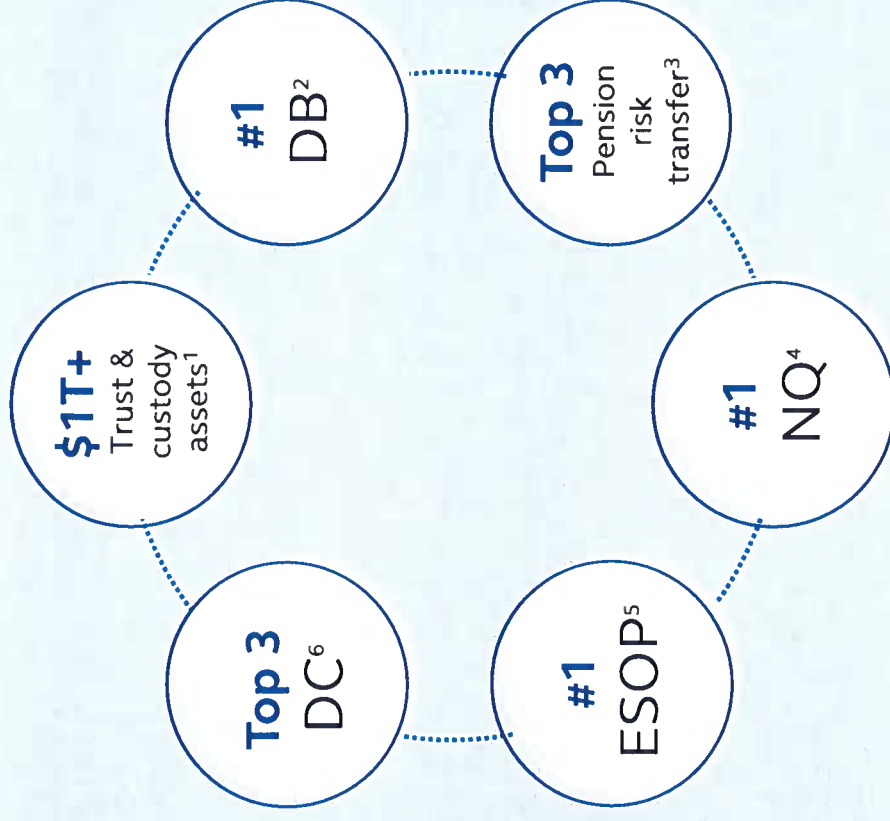 $1T+
Trust &
custody
assets¹
#1
DB²
Top 3
Pension
risk
transfer³
#1
NQ⁴
#1
ESOP⁵
Top 3
DC⁶